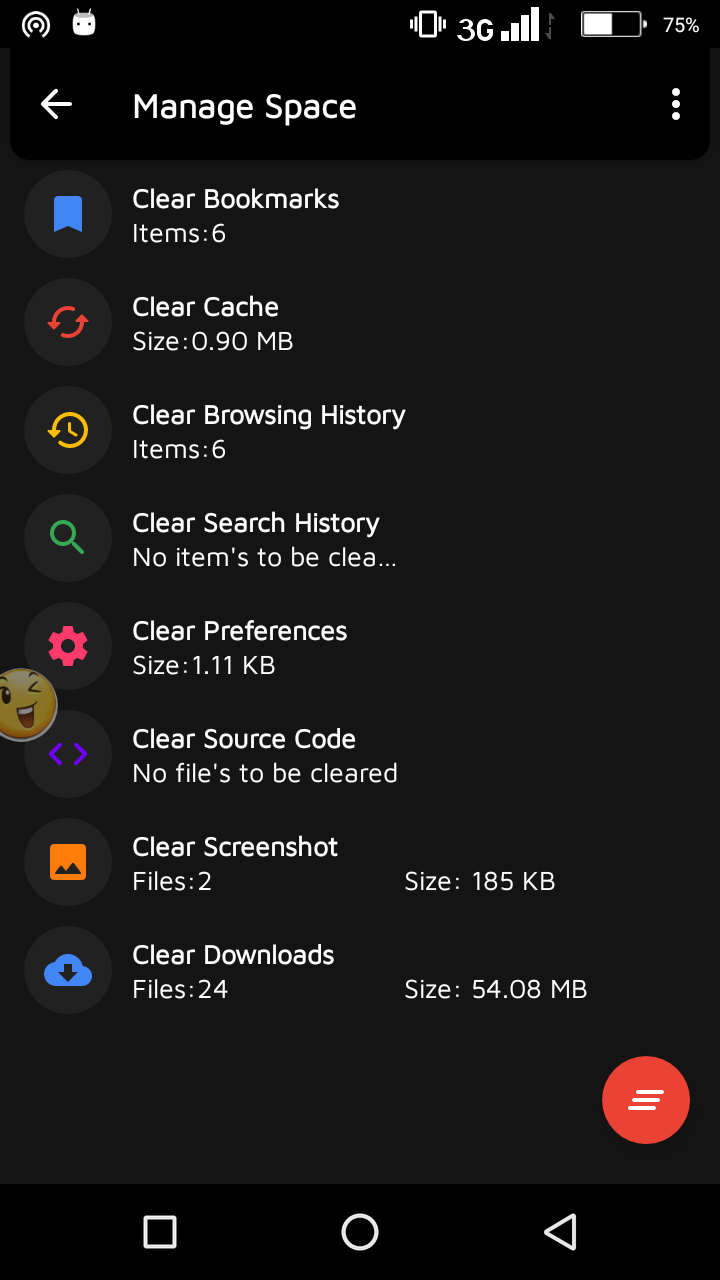 3G 75%
Manage Space
Clear Bookmarks
Items:6
Clear Cache
Size:0.90 MB
Clear Browsing History
Items:6
Clear Search History
No item's to be clea...
Clear Preferences
Size:1.11 KB
Clear Source Code
No file's to be cleared
Clear Screenshot
Files:2 Size: 185 KB
Clear Downloads
Files:24 Size: 54.08 MB